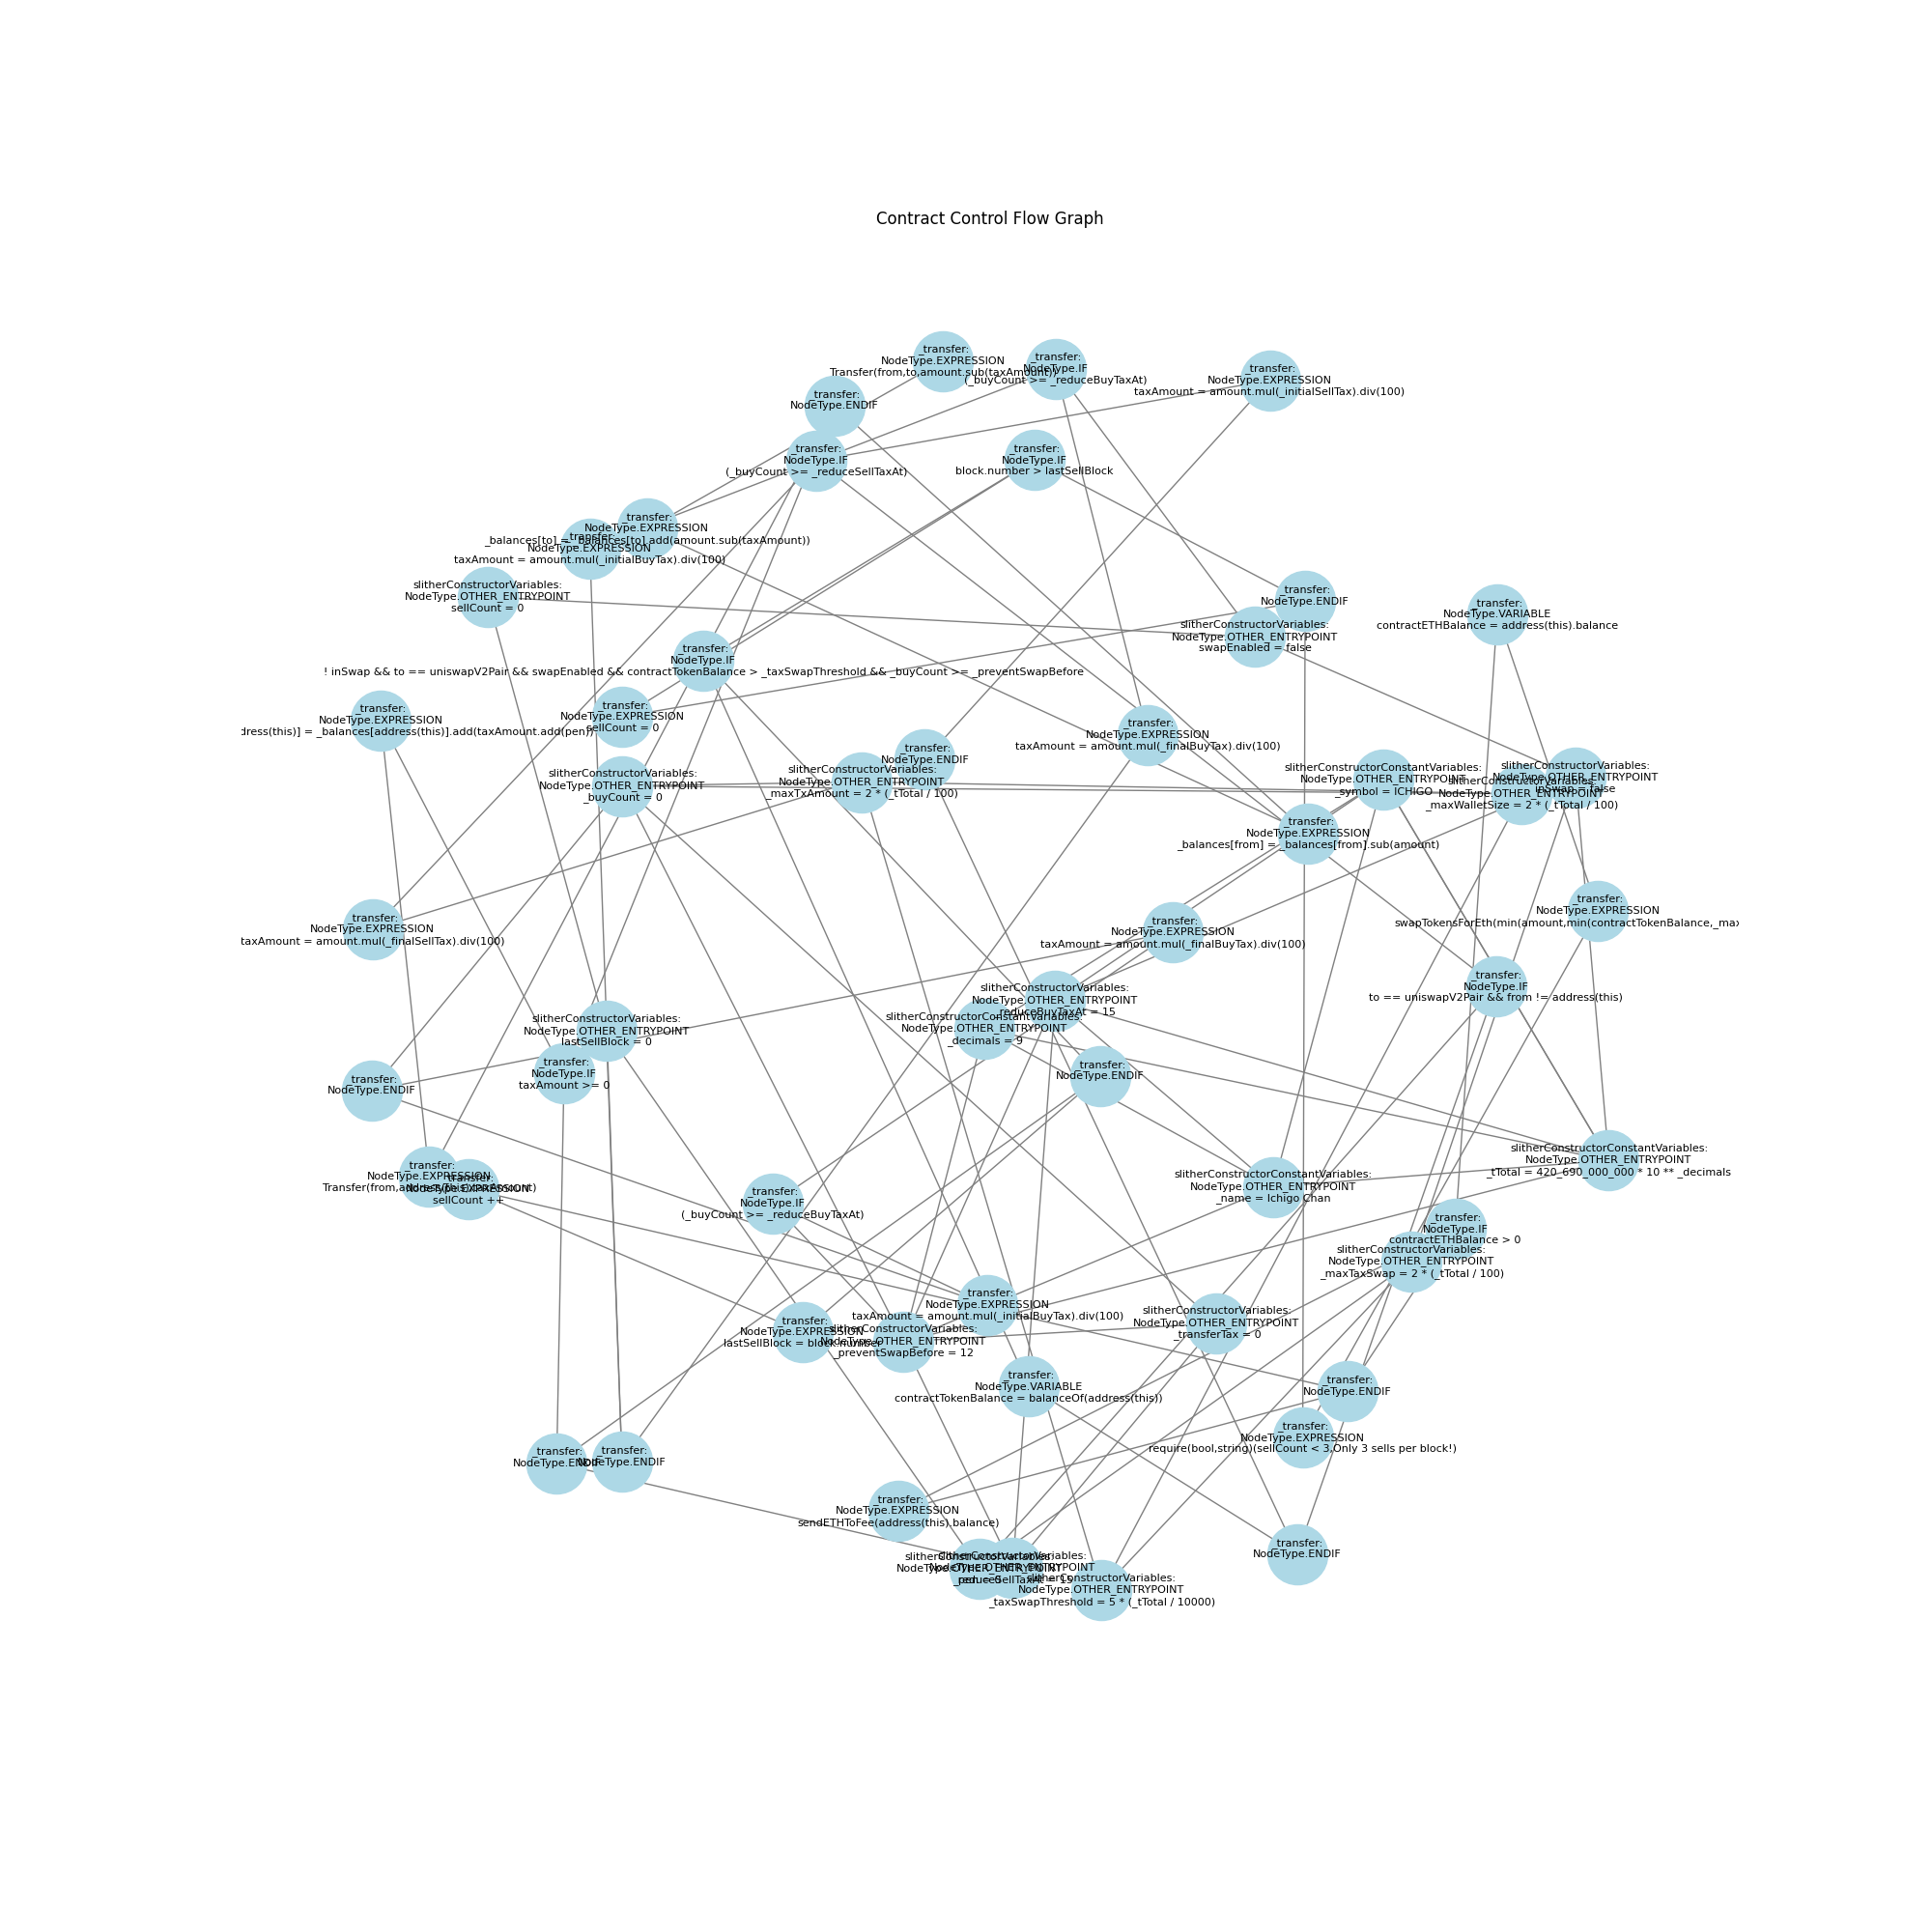 Contract Control Flow Graph
_transfer:
NodeType.EXPRESSION
Transfer(from,to,amount.sub(taxAmount))
_transfer:
NodeType.IF
(_buyCount >= _reduceBuyTaxAt)
_transfer:
NodeType.EXPRESSION
taxAmount = amount.mul(_initialSellTax).div(100)
_transfer:
NodeType.ENDIF
_transfer:
NodeType.IF
(_buyCount >= _reduceSellTaxAt)
_transfer:
NodeType.IF
block.number > lastSellBlock
_transfer:
NodeType.EXPRESSION
_balances[to] = _balances[to].add(amount.sub(taxAmount))
_transfer:
NodeType.EXPRESSION
taxAmount = amount.mul(_initialBuyTax).div(100)
slitherConstructorVariables:
NodeType.OTHER_ENTRYPOINT
sellCount = 0
_transfer:
NodeType.ENDIF
slitherConstructorVariables:
NodeType.OTHER_ENTRYPOINT
swapEnabled = false
_transfer:
NodeType.VARIABLE
contractETHBalance = address(this).balance
_transfer:
NodeType.IF
! inSwap && to == uniswapV2Pair && swapEnabled && contractTokenBalance > _taxSwapThreshold && _buyCount >= _preventSwapBefore
_transfer:
NodeType.EXPRESSION
dress(this)] = _balances[address(this)].add(taxAmount.add(pen))
_transfer:
NodeType.EXPRESSION
sellCount = 0
_transfer:
NodeType.EXPRESSION
taxAmount = amount.mul(_finalBuyTax).div(100)
_transfer:
NodeType.ENDIF
slitherConstructorVariables:
NodeType.OTHER_ENTRYPOINT
_buyCount = 0
slitherConstructorVariables:
NodeType.OTHER_ENTRYPOINT
_maxTxAmount = 2 * (_tTotal / 100)
slitherConstructorConstantVariables:
NodeType.OTHER_ENTRYPOINT
_symbol = ICHIGO
slitherConstructorVariables:
NodeType.OTHER_ENTRYPOINT
inSwap = false
slitherConstructorVariables:
NodeType.OTHER_ENTRYPOINT
_maxWalletSize = 2 * (_tTotal / 100)
_transfer:
NodeType.EXPRESSION
_balances[from] = _balances[from].sub(amount)
_transfer:
NodeType.EXPRESSION
swapTokensForEth(min(amount,min(contractTokenBalance,_max
_transfer:
NodeType.EXPRESSION
taxAmount = amount.mul(_finalSellTax).div(100)
_transfer:
NodeType.EXPRESSION
taxAmount = amount.mul(_finalBuyTax).div(100)
_transfer:
NodeType.IF
to == uniswapV2Pair && from != address(this)
slitherConstructorVariables:
NodeType.OTHER_ENTRYPOINT
_reduceBuyTaxAt = 15
slitherConstructorConstantVariables:
NodeType.OTHER_ENTRYPOINT
_decimals = 9
slitherConstructorVariables:
NodeType.OTHER_ENTRYPOINT
lastSellBlock = 0
_transfer:
NodeType.IF
taxAmount >= 0
_transfer:
NodeType.ENDIF
_transfer:
NodeType.ENDIF
slitherConstructorConstantVariables:
NodeType.OTHER_ENTRYPOINT
_tTotal = 420_690_000_000 * 10 ** _decimals
_transfer:
NodeType.EXPRESSION
Transfer(from,address(this),taxAmount)
_transfer:
NodeType.EXPRESSION
sellCount ++
slitherConstructorConstantVariables:
NodeType.OTHER_ENTRYPOINT
_name = Ichigo Chan
_transfer:
NodeType.IF
(_buyCount >= _reduceBuyTaxAt)
_transfer:
NodeType.IF
contractETHBalance > 0
slitherConstructorVariables:
NodeType.OTHER_ENTRYPOINT
_maxTaxSwap = 2 * (_tTotal / 100)
_transfer:
NodeType.EXPRESSION
taxAmount = amount.mul(_initialBuyTax).div(100)
slitherConstructorVariables:
NodeType.OTHER_ENTRYPOINT
_transferTax = 0
_transfer:
NodeType.EXPRESSION
lastSellBlock = block.number
slitherConstructorVariables:
NodeType.OTHER_ENTRYPOINT
_preventSwapBefore = 12
_transfer:
NodeType.VARIABLE
contractTokenBalance = balanceOf(address(this))
_transfer:
NodeType.ENDIF
_transfer:
NodeType.EXPRESSION
require(bool,string)(sellCount < 3,Only 3 sells per block!)
_transfer:
NodeType.ENDIF
_transfer:
NodeType.ENDIF
_transfer:
NodeType.EXPRESSION
sendETHToFee(address(this).balance)
_transfer:
NodeType.ENDIF
slitherConstructorVariables:
NodeType.OTHER_ENTRYPOINT
slitherConstructorVariables:
NodeType.OTHER_ENTRYPOINT
_reduceSellTaxAt = 15
slitherConstructorVariables:
NodeType.OTHER_ENTRYPOINT
_taxSwapThreshold = 5 * (_tTotal / 10000)